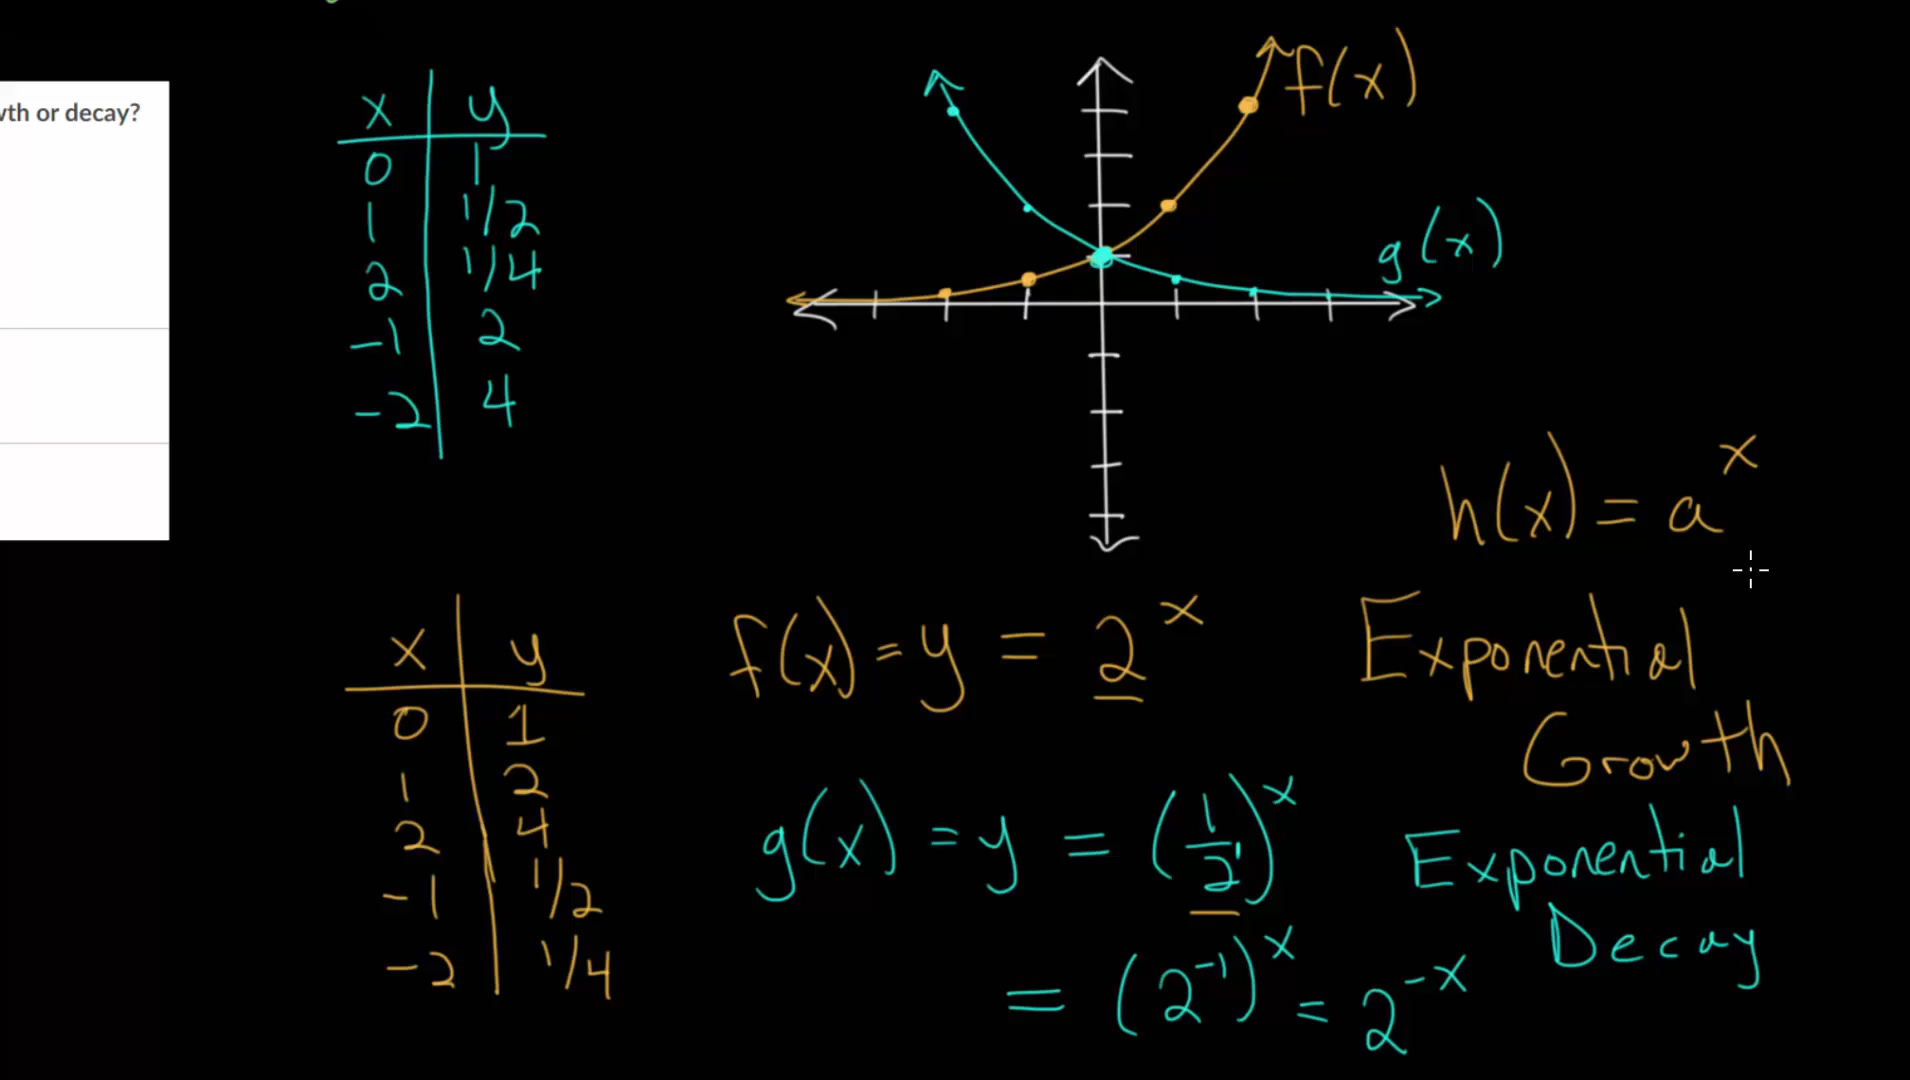 wth or decay?
x y
0 1
1 1/2
2 1/4
-1 2
-2 4
f(x)
g(x)
h(x) = a^x
x y
0 1
1 2
2 4
-1 1/2
-2 1/4
f(x) = y = 2^x
Exponential
Growth
g(x) = y = (1/2)^x
Exponential
Decay
= (2^-1)^x = 2^-x